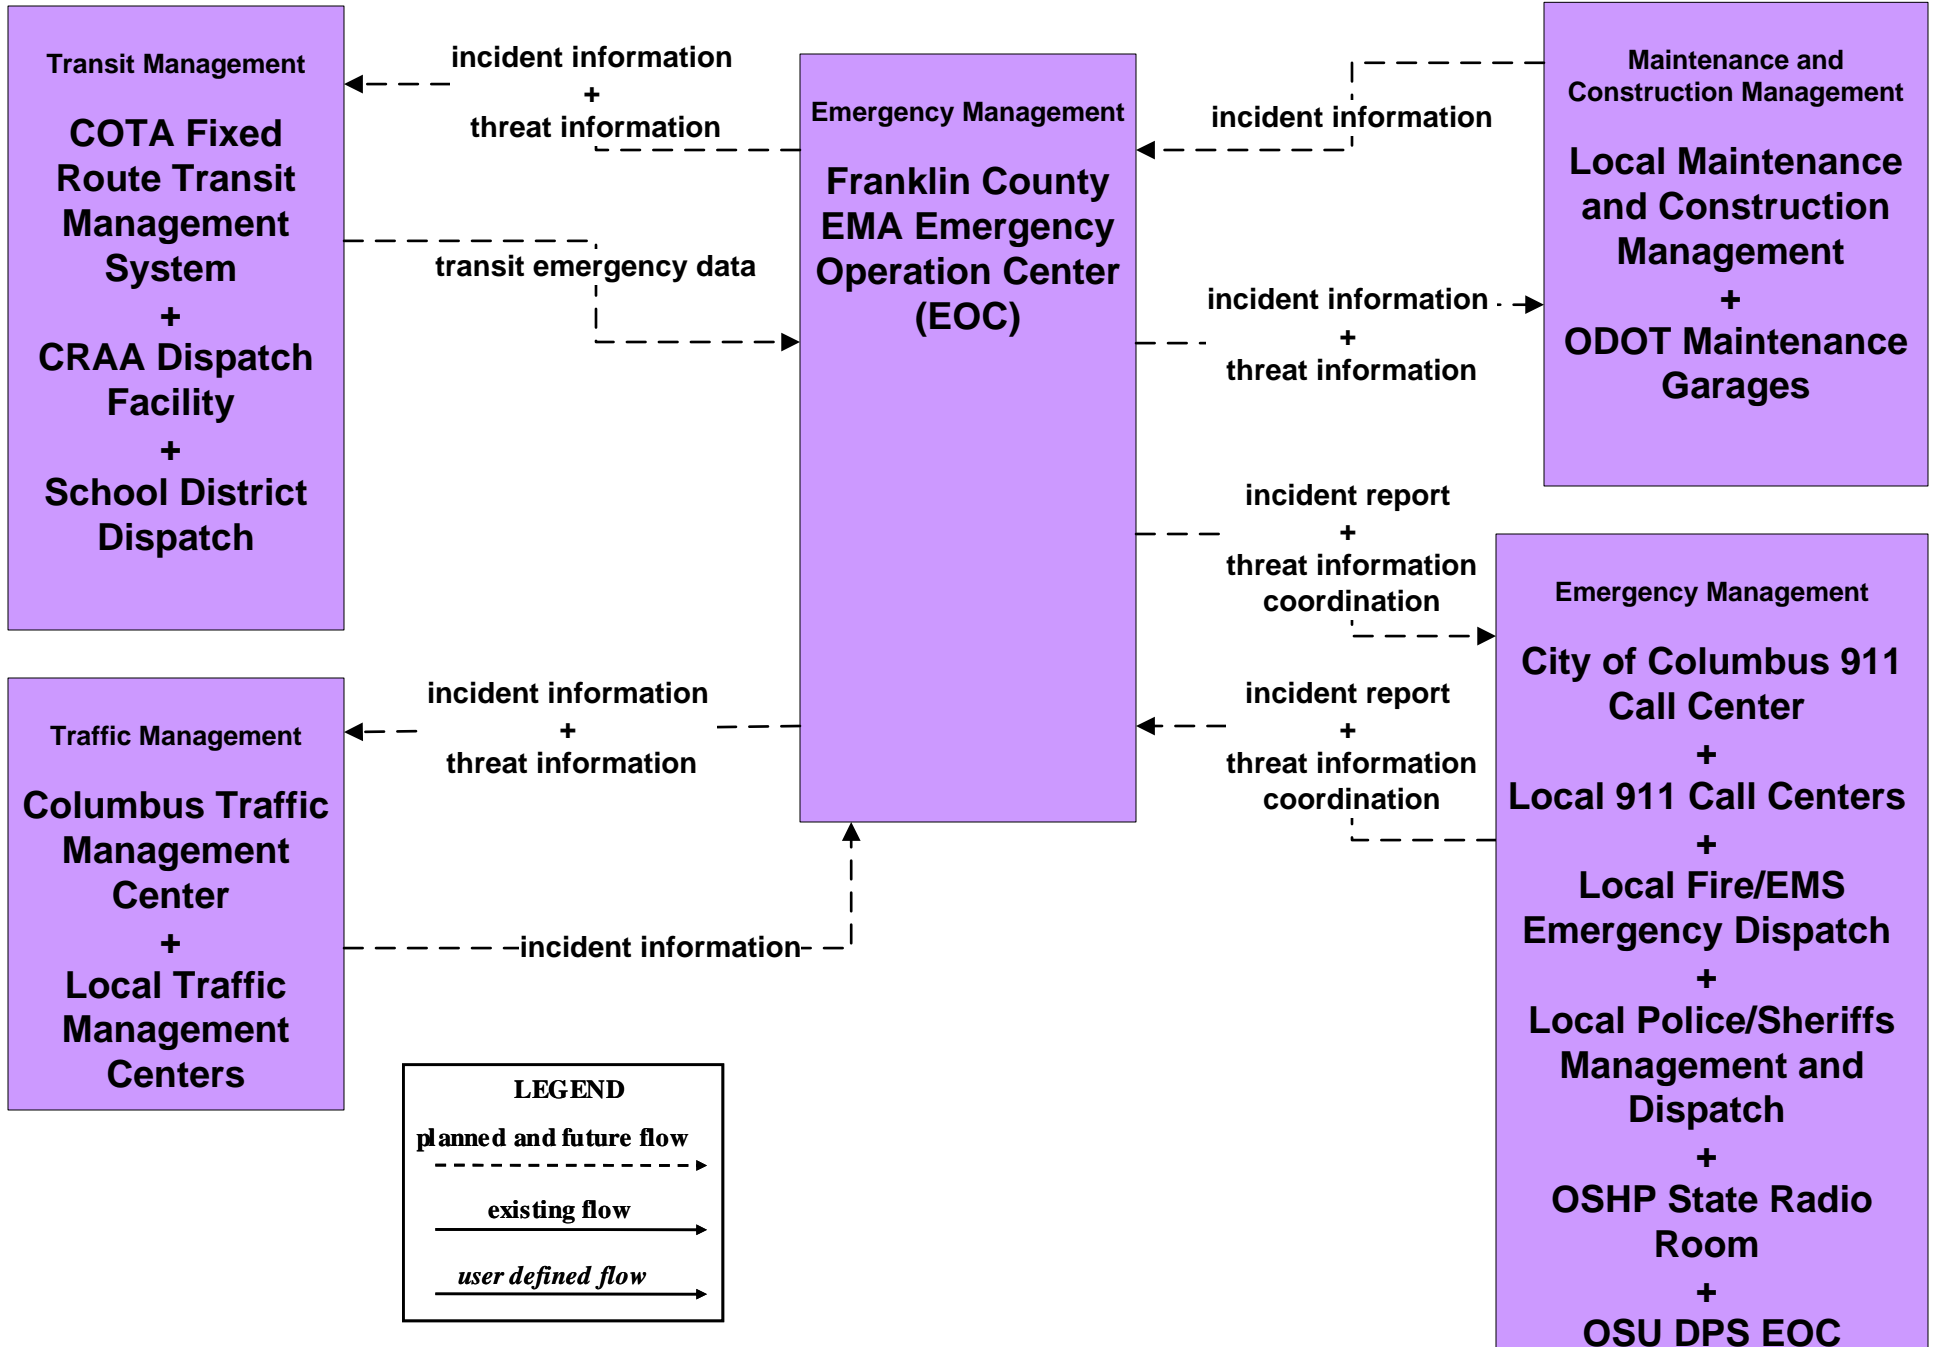 Transit Management
COTA Fixed
Route Transit
Management
System
+
CRAA Dispatch
Facility
+
School District
Dispatch
incident information
+
threat information
transit emergency data
Emergency Management
Franklin County
EMA Emergency
Operation Center
(EOC)
incident information
Maintenance and
Construction Management
Local Maintenance
and Construction
Management
+
ODOT Maintenance
Garages
incident information
+
threat information
incident report
+
threat information
coordination
incident report
+
threat information
coordination
Emergency Management
City of Columbus 911
Call Center
+
Local 911 Call Centers
+
Local Fire/EMS
Emergency Dispatch
+
Local Police/Sheriffs
Management and
Dispatch
+
OSHP State Radio
Room
+
OSU DPS EOC
Traffic Management
Columbus Traffic
Management
Center
+
Local Traffic
Management
Centers
incident information
+
threat information
incident information
LEGEND
planned and future flow
existing flow
user defined flow